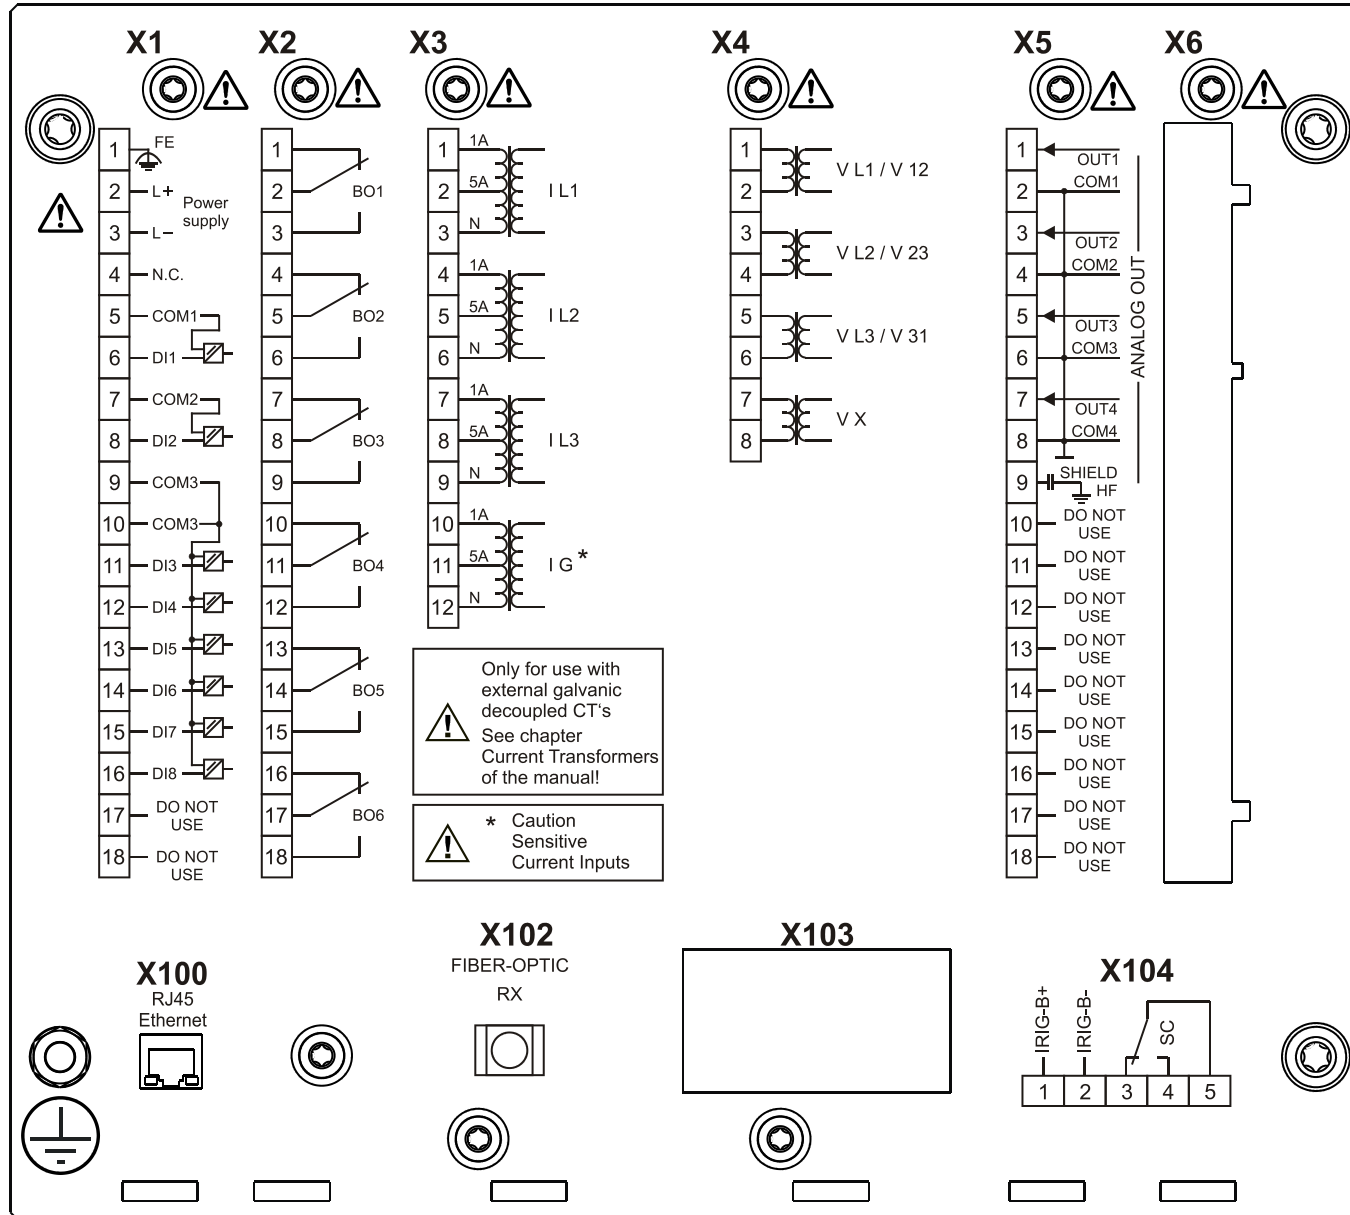 X1
X2
X3
X4
X5
X6
1 FE
2 L+
Power
supply
3 L-
4 N.C.
5 COM1
6 DI1
7 COM2
8 DI2
9 COM3
10 COM3
11 DI3
12 DI4
13 DI5
14 DI6
15 DI7
16 DI8
17 DO NOT
USE
18 DO NOT
USE
1
2 BO1
3
4
5 BO2
6
7
8 BO3
9
10
11 BO4
12
13
14 BO5
15
16
17 BO6
18
1 1A
2 5A I L1
3 N
4 1A
5 5A I L2
6 N
7 1A
8 5A I L3
9 N
10 1A
11 5A I G *
12 N
Only for use with
external galvanic
decoupled CT's
See chapter
Current Transformers
of the manual!
* Caution
Sensitive
Current Inputs
1
V L1 / V 12
2
3
V L2 / V 23
4
5
V L3 / V 31
6
7
V X
8
1 OUT1
2 COM1
3 OUT2
4 COM2
5 OUT3
6 COM3
7 OUT4
8 COM4
ANALOG OUT
9 SHIELD
HF
10 DO NOT
USE
11 DO NOT
USE
12 DO NOT
USE
13 DO NOT
USE
14 DO NOT
USE
15 DO NOT
USE
16 DO NOT
USE
17 DO NOT
USE
18 DO NOT
USE
X100
RJ45
Ethernet
X102
FIBER-OPTIC
RX
X103
X104
IRIG-B+
IRIG-B-
SC
1 2 3 4 5